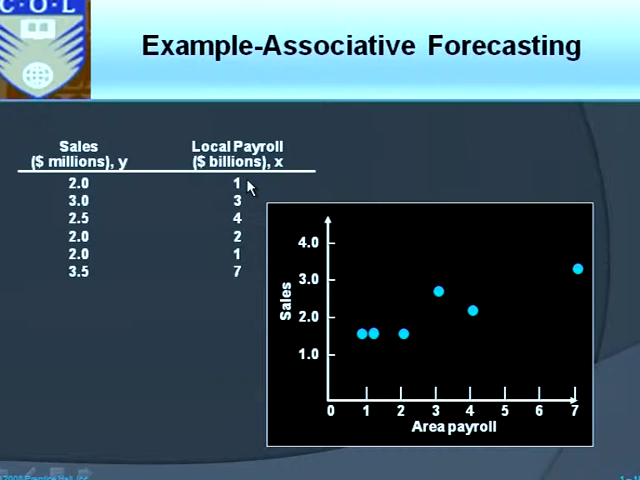 C·O·L
Example-Associative Forecasting
Sales
($ millions), y
Local Payroll
($ billions), x
2.0 1
3.0 3
2.5 4
2.0 2
2.0 1
3.5 7
4.0
3.0
2.0
1.0
Sales
0 1 2 3 4 5 6 7
Area payroll